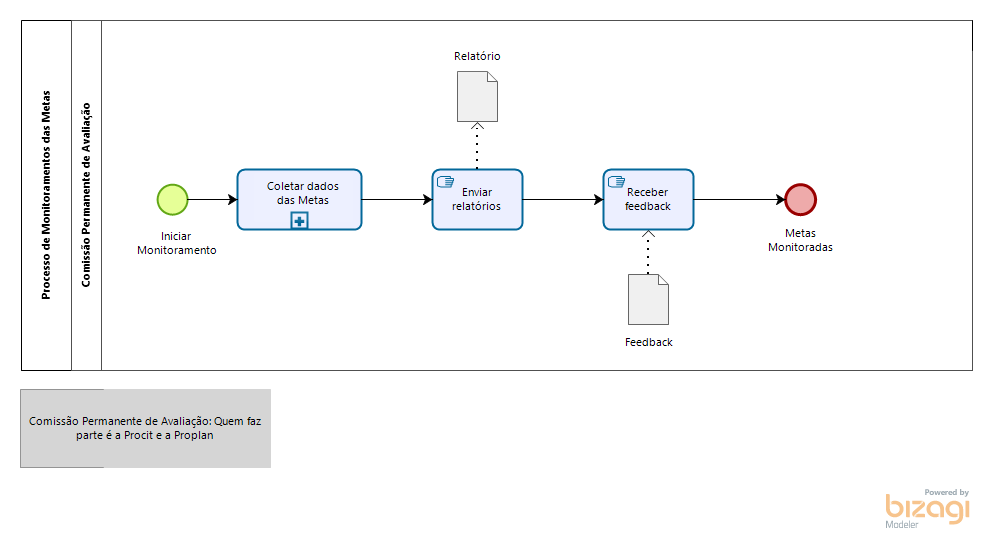 Processo de Monitoramentos das Metas
Comissão Permanente de Avaliação
Relatório
Coletar dados
das Metas
Enviar
relatórios
Receber
feedback
Iniciar
Monitoramento
Metas
Monitoradas
Feedback
Comissão Permanente de Avaliação: Quem faz
parte é a Procit e a Proplan
Powered by
bizagi
Modeler